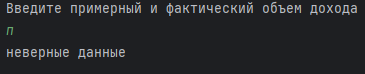 Введите примерный и фактический объем дохода
п
неверные данные